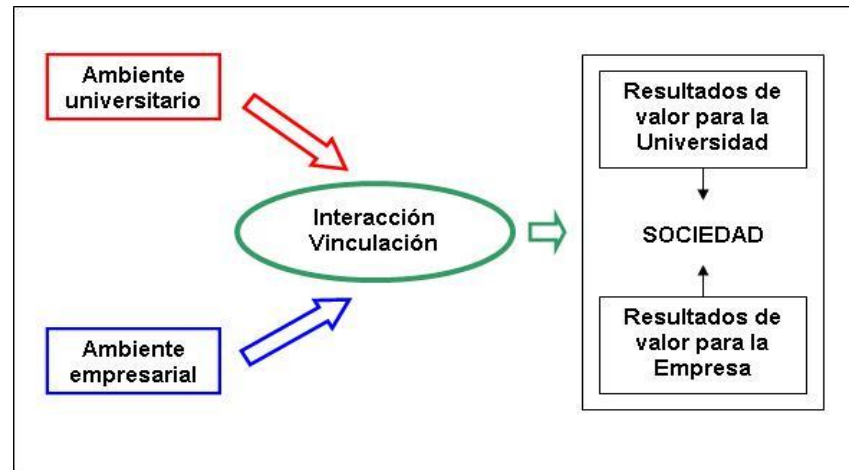 Ambiente
universitario
Interacción
Vinculación
Ambiente
empresarial
Resultados de
valor para la
Universidad
SOCIEDAD
Resultados de
valor para la
Empresa